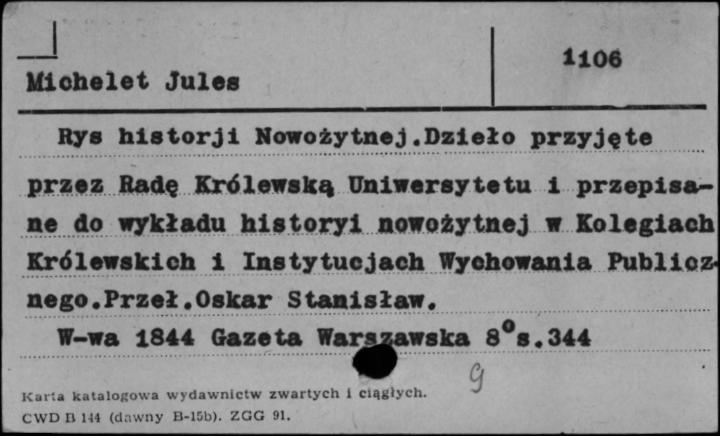 1106
Michelet Jules
Rys historji Nowożytnej.Dzieło przyjęte
przez Radę Królewską Uniwersytetu i przepisa-
ne do wykładu historyi nowożytnej w Kolegiach
Królewskich i Instytucjach Wychowania Publicz-
nego.Przeł.Oskar Stanisław.
W-wa 1844 Gazeta Warszawska 8° s.344
g
Karta katalogowa wydawnictw zwartych i ciągłych.
CWD B 144 (dawny B-15b). ZGG 91.